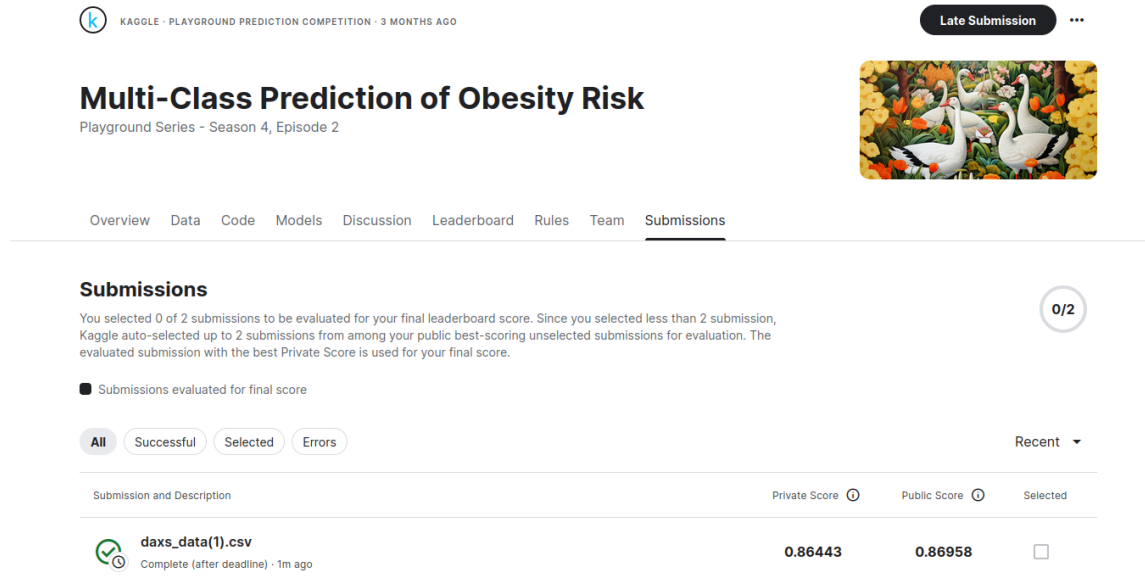 k KAGGLE · PLAYGROUND PREDICTION COMPETITION · 3 MONTHS AGO
Late Submission
Multi-Class Prediction of Obesity Risk
Playground Series - Season 4, Episode 2
Overview Data Code Models Discussion Leaderboard Rules Team Submissions
Submissions
You selected 0 of 2 submissions to be evaluated for your final leaderboard score. Since you selected less than 2 submission,
Kaggle auto-selected up to 2 submissions from among your public best-scoring unselected submissions for evaluation. The
evaluated submission with the best Private Score is used for your final score.
0/2
Submissions evaluated for final score
All Successful Selected Errors
Recent
Submission and Description Private Score Public Score Selected
daxs_data(1).csv
Complete (after deadline) · 1m ago
0.86443 0.86958